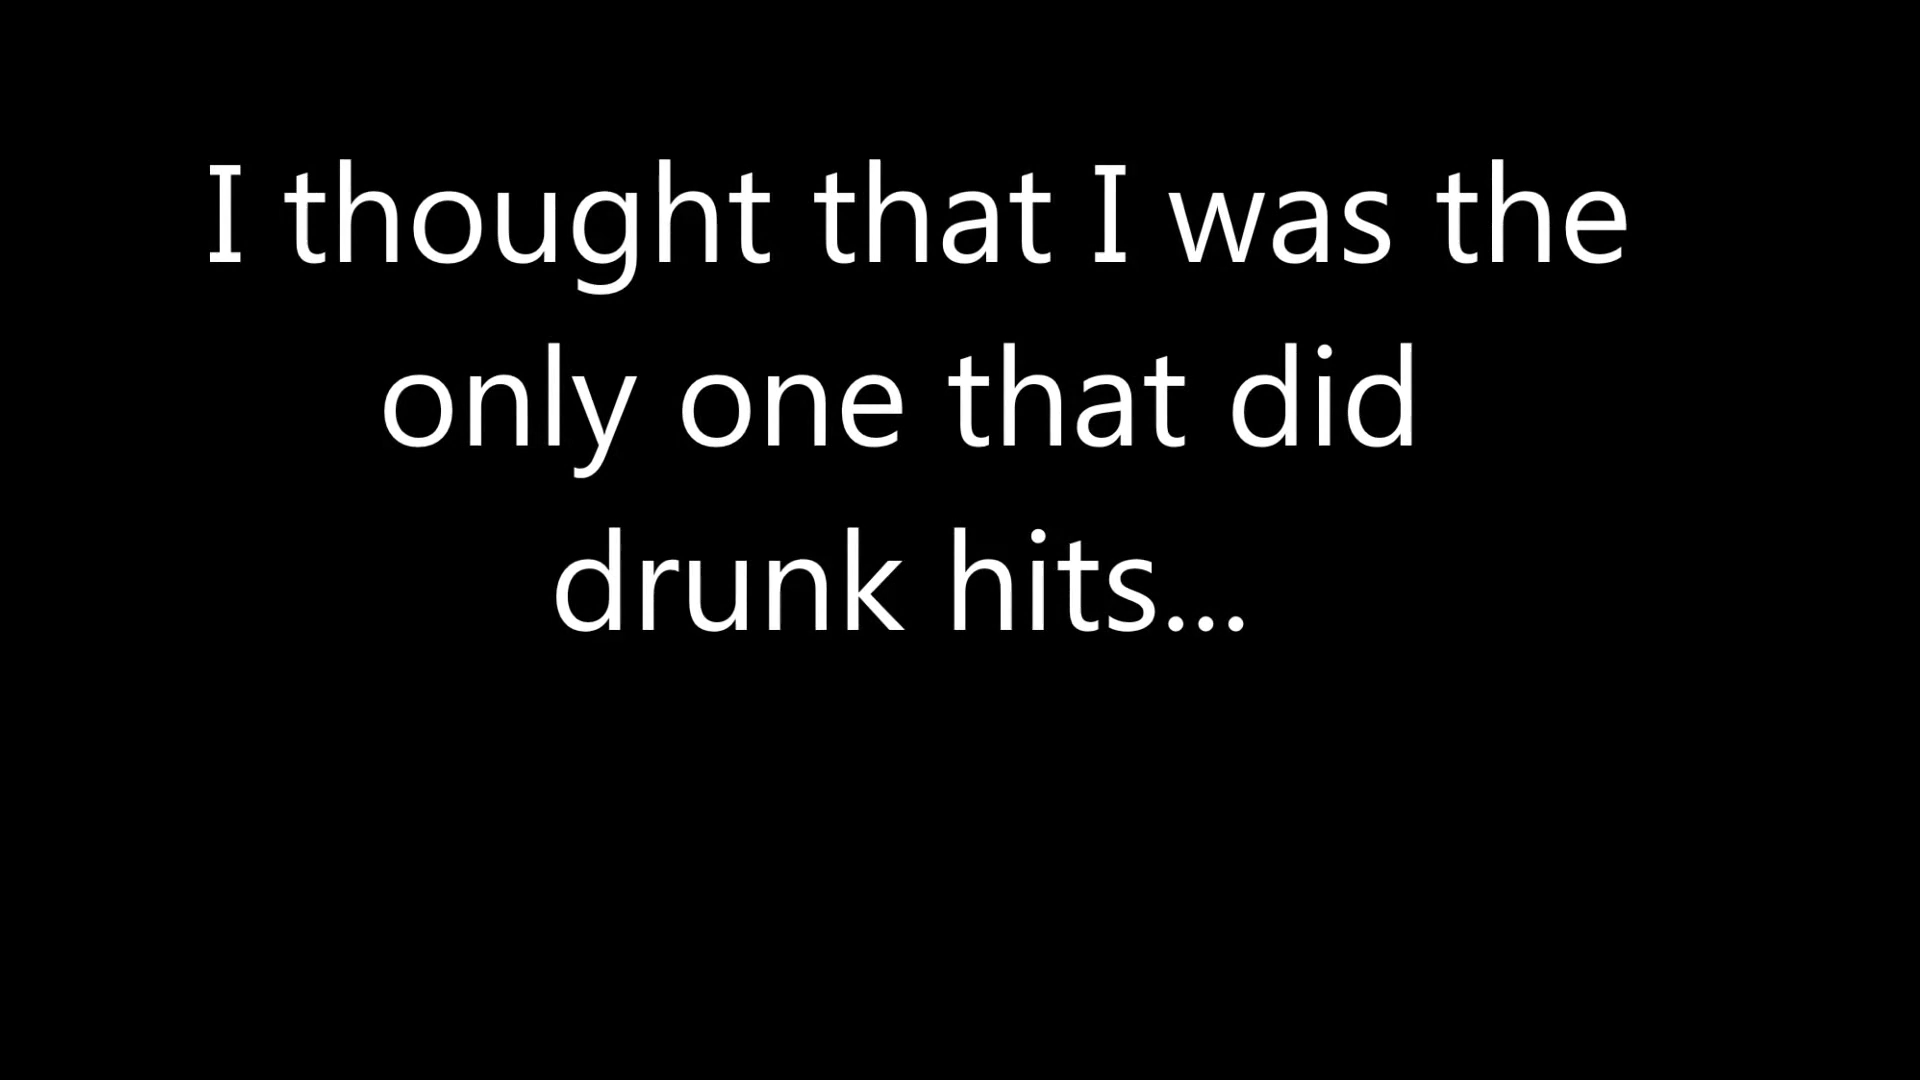 I thought that I was the
only one that did
drunk hits...